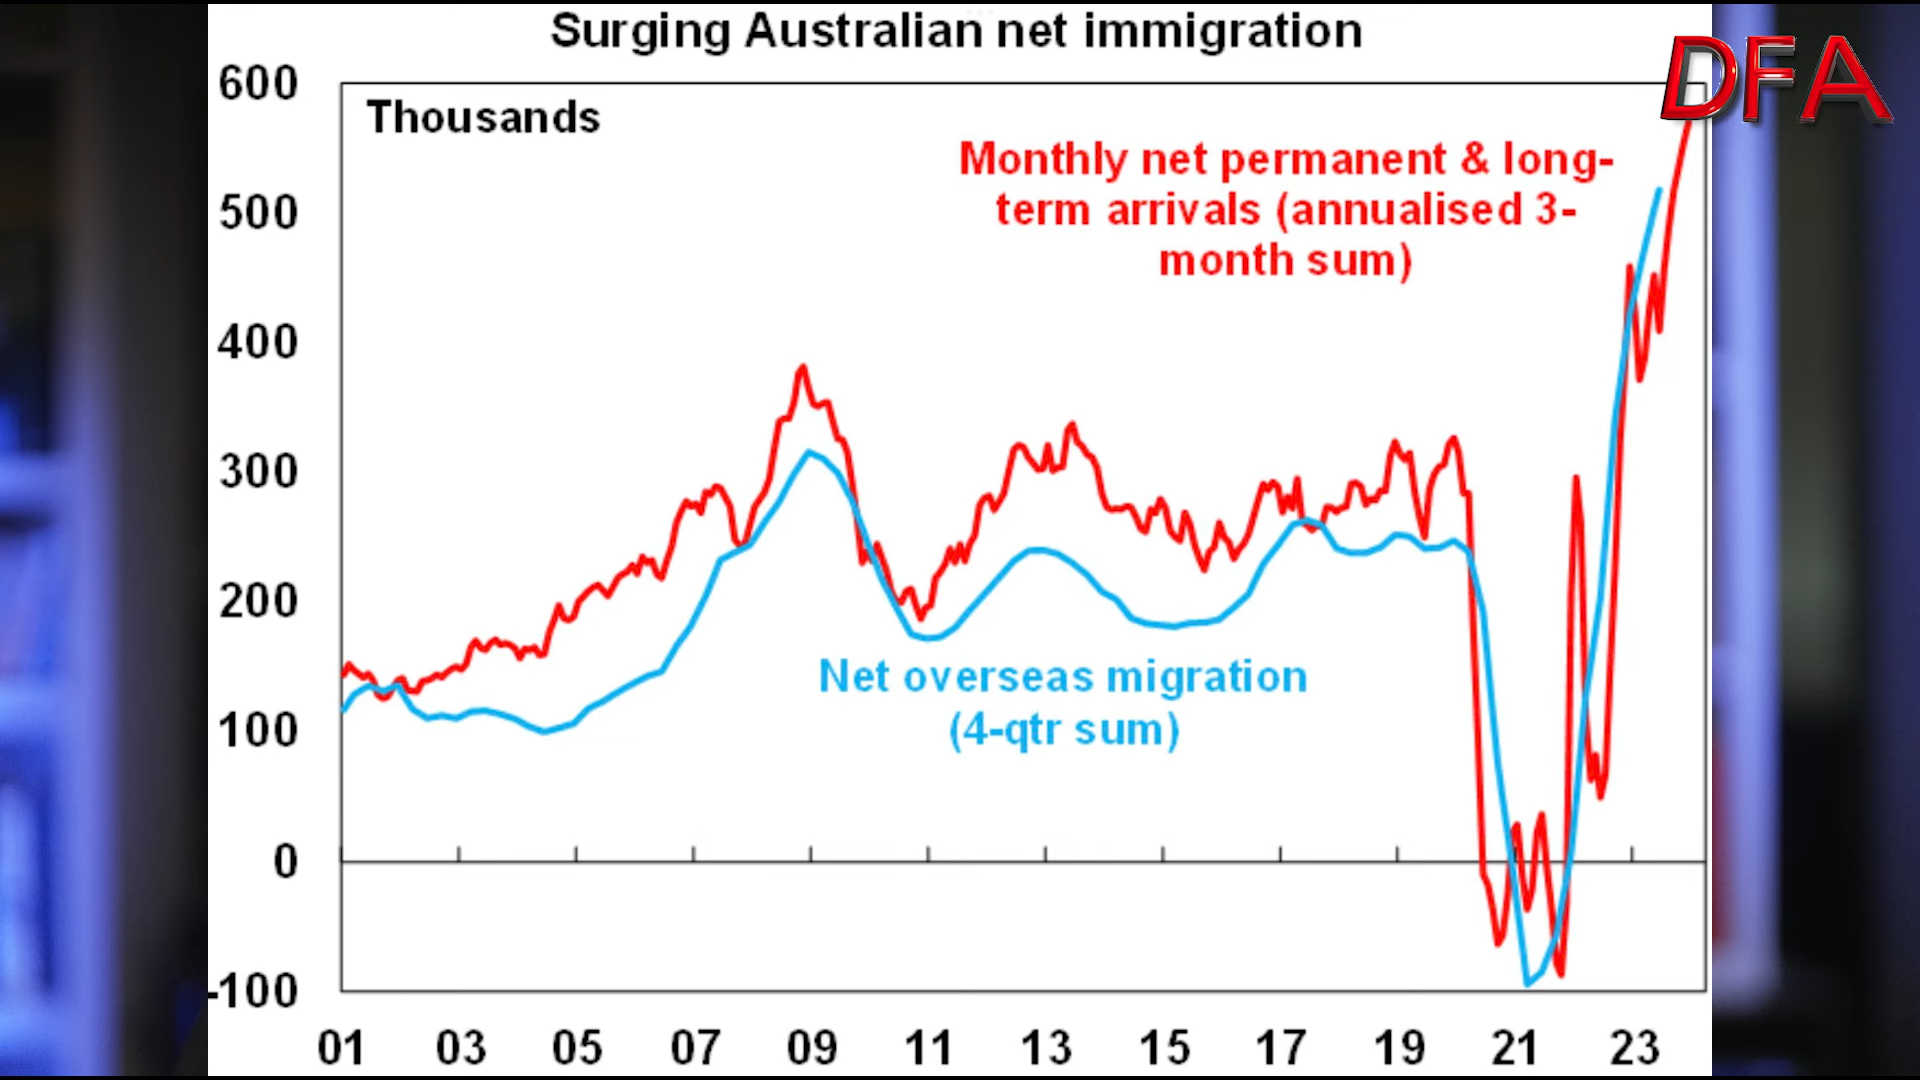 Surging Australian net immigration
DFA
600
Thousands
Monthly net permanent & long-
term arrivals (annualised 3-
month sum)
500
400
300
200
Net overseas migration
(4-qtr sum)
100
0
-100
01 03 05 07 09 11 13 15 17 19 21 23